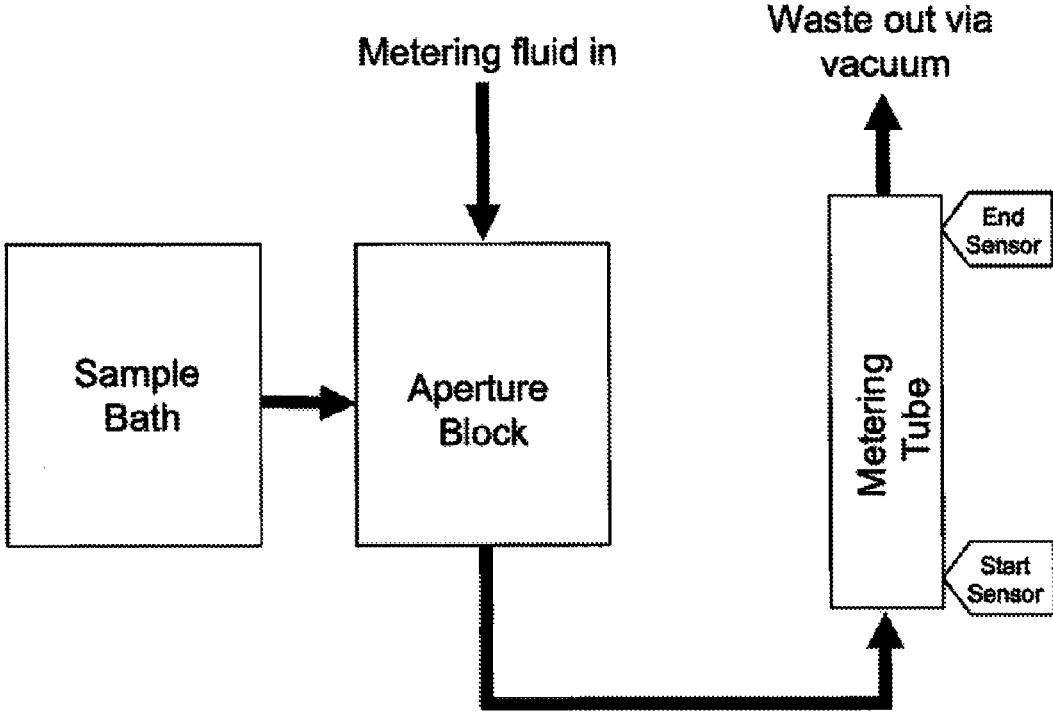 Waste out via
vacuum
Metering fluid in
End
Sensor
Sample
Bath
Aperture
Block
Metering
Tube
Start
Sensor